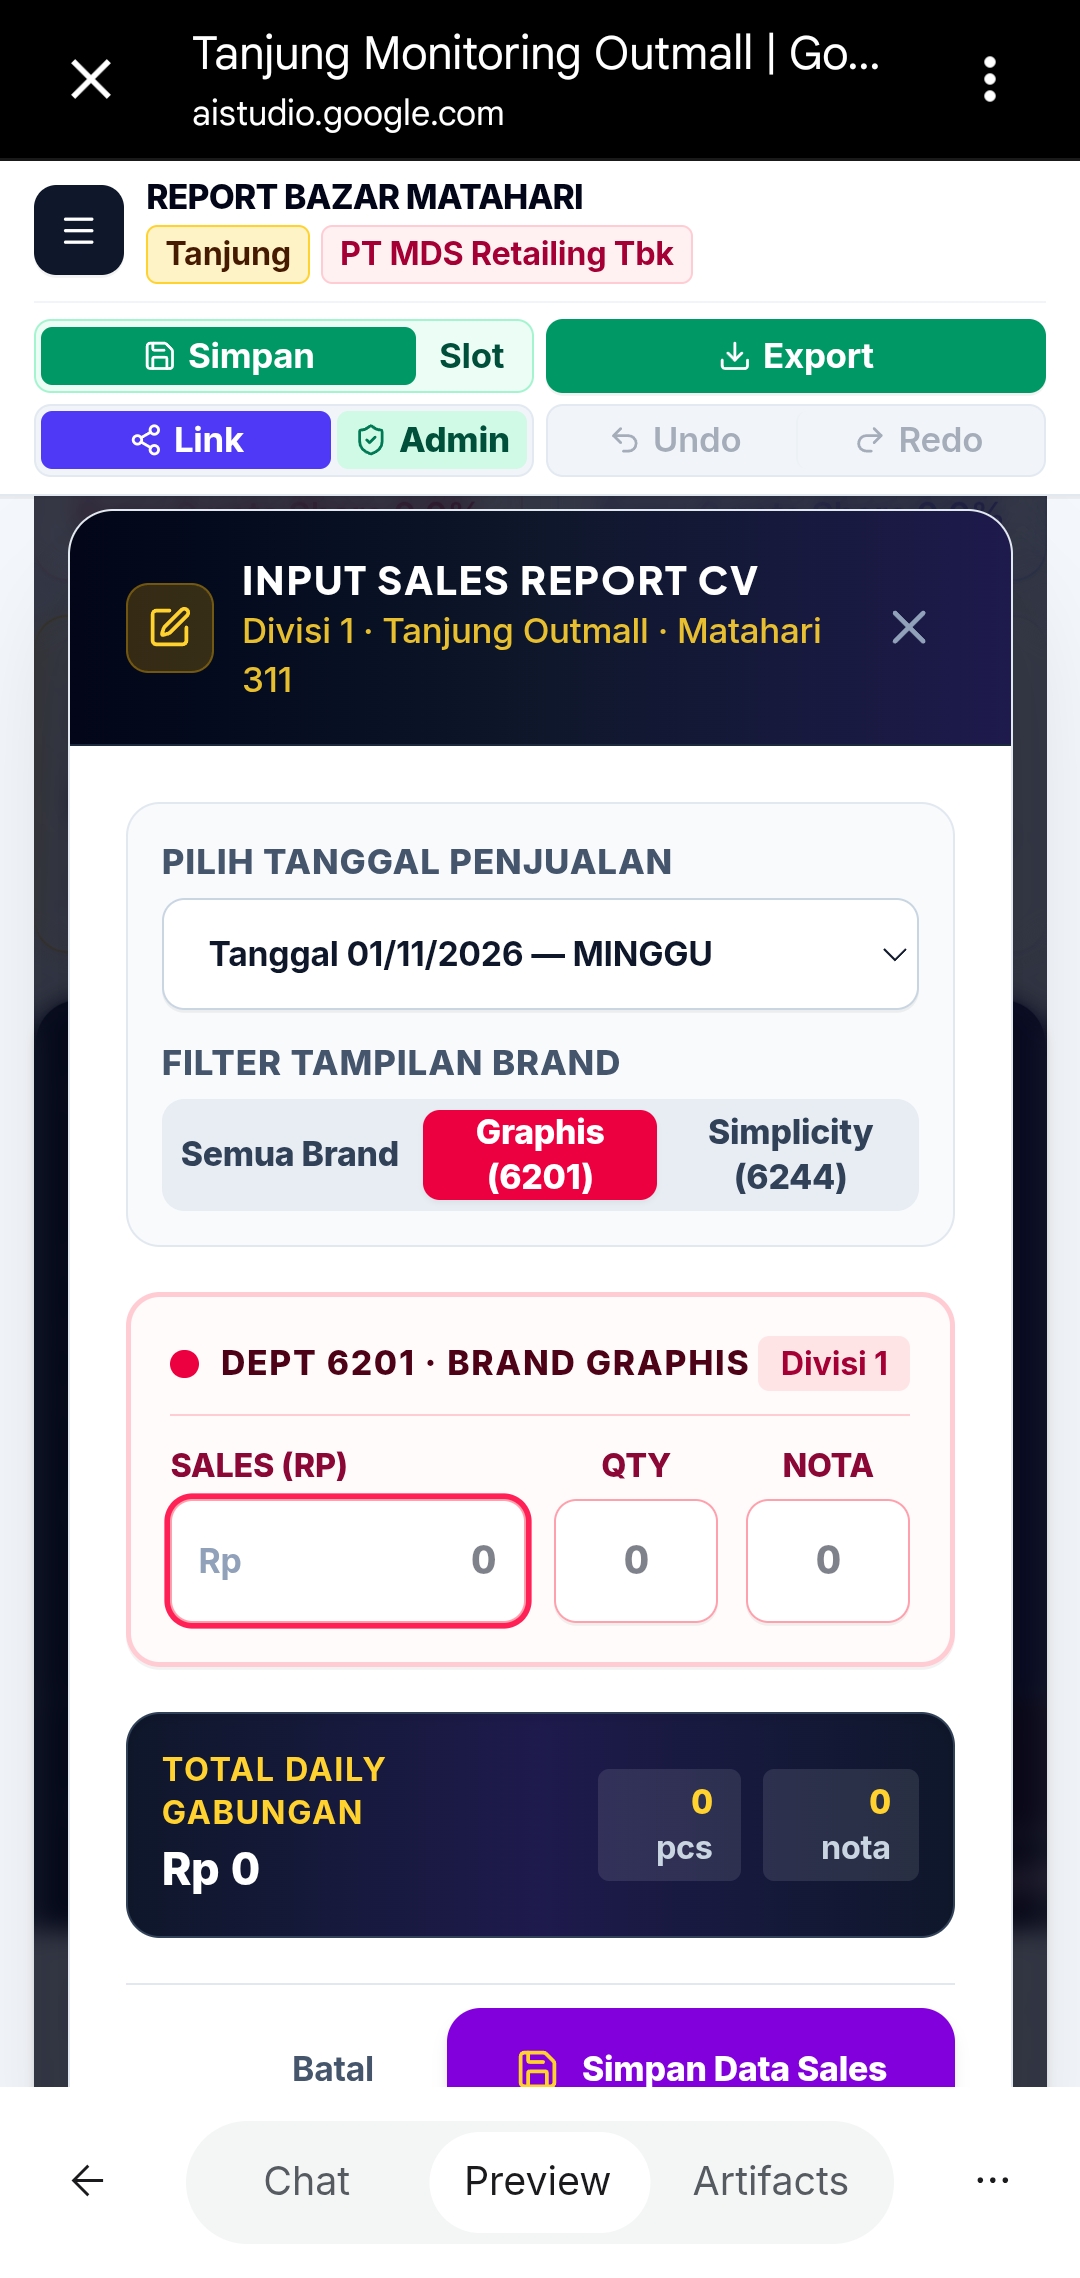 Tanjung Monitoring Outmall | Go...
aistudio.google.com
REPORT BAZAR MATAHARI
Tanjung
PT MDS Retailing Tbk
Simpan
Slot
Export
Link
Admin
Undo
Redo
INPUT SALES REPORT CV
Divisi 1 · Tanjung Outmall · Matahari
311
PILIH TANGGAL PENJUALAN
Tanggal 01/11/2026 — MINGGU
FILTER TAMPILAN BRAND
Semua Brand
Graphis
(6201)
Simplicity
(6244)
DEPT 6201 · BRAND GRAPHIS
Divisi 1
SALES (RP)
QTY
NOTA
Rp 0
0
0
TOTAL DAILY
GABUNGAN
Rp 0
0
pcs
0
nota
Batal
Simpan Data Sales
Chat
Preview
Artifacts